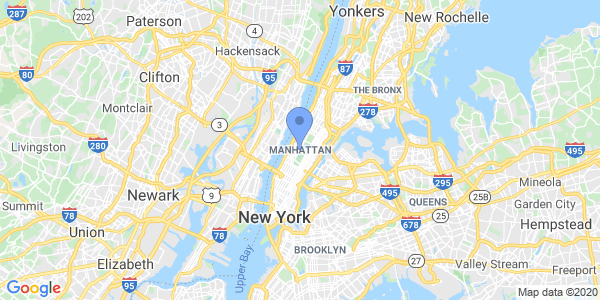 287
202
Paterson
4
Yonkers
New Rochelle
Hackensack
80
Clifton
95
87
THE BRONX
278
Montclair
3
Livingston
280
MANHATTAN
495
Newark
9
495
295
Mineola
QUEENS
25B
Garden City
78
New York
25
Hempstead
Union
78
678
BROOKLYN
Elizabeth
Upper Bay
27
Valley Stream
Freeport
95
Google
Map data ©2020